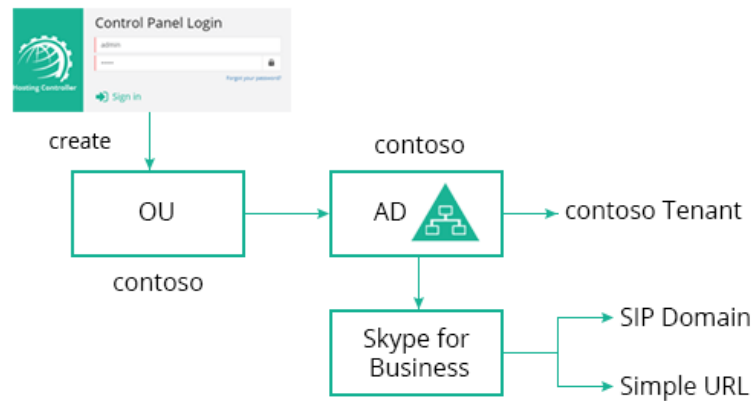 Control Panel Login
admin
Hosting Controller
Forgot your password?
Sign in
create
contoso
OU
AD
contoso Tenant
contoso
Skype for
Business
SIP Domain
Simple URL